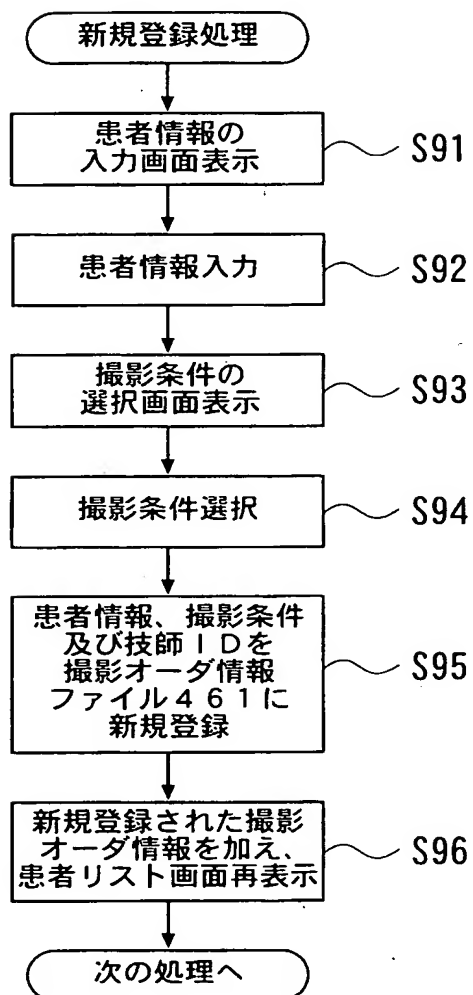 新規登録処理
患者情報の
入力画面表示
S91
患者情報入力
S92
撮影条件の
選択画面表示
S93
撮影条件選択
S94
患者情報、撮影条件
及び技師IDを
撮影オーダ情報
ファイル461に
新規登録
S95
新規登録された撮影
オーダ情報を加え、
患者リスト画面再表示
S96
次の処理へ